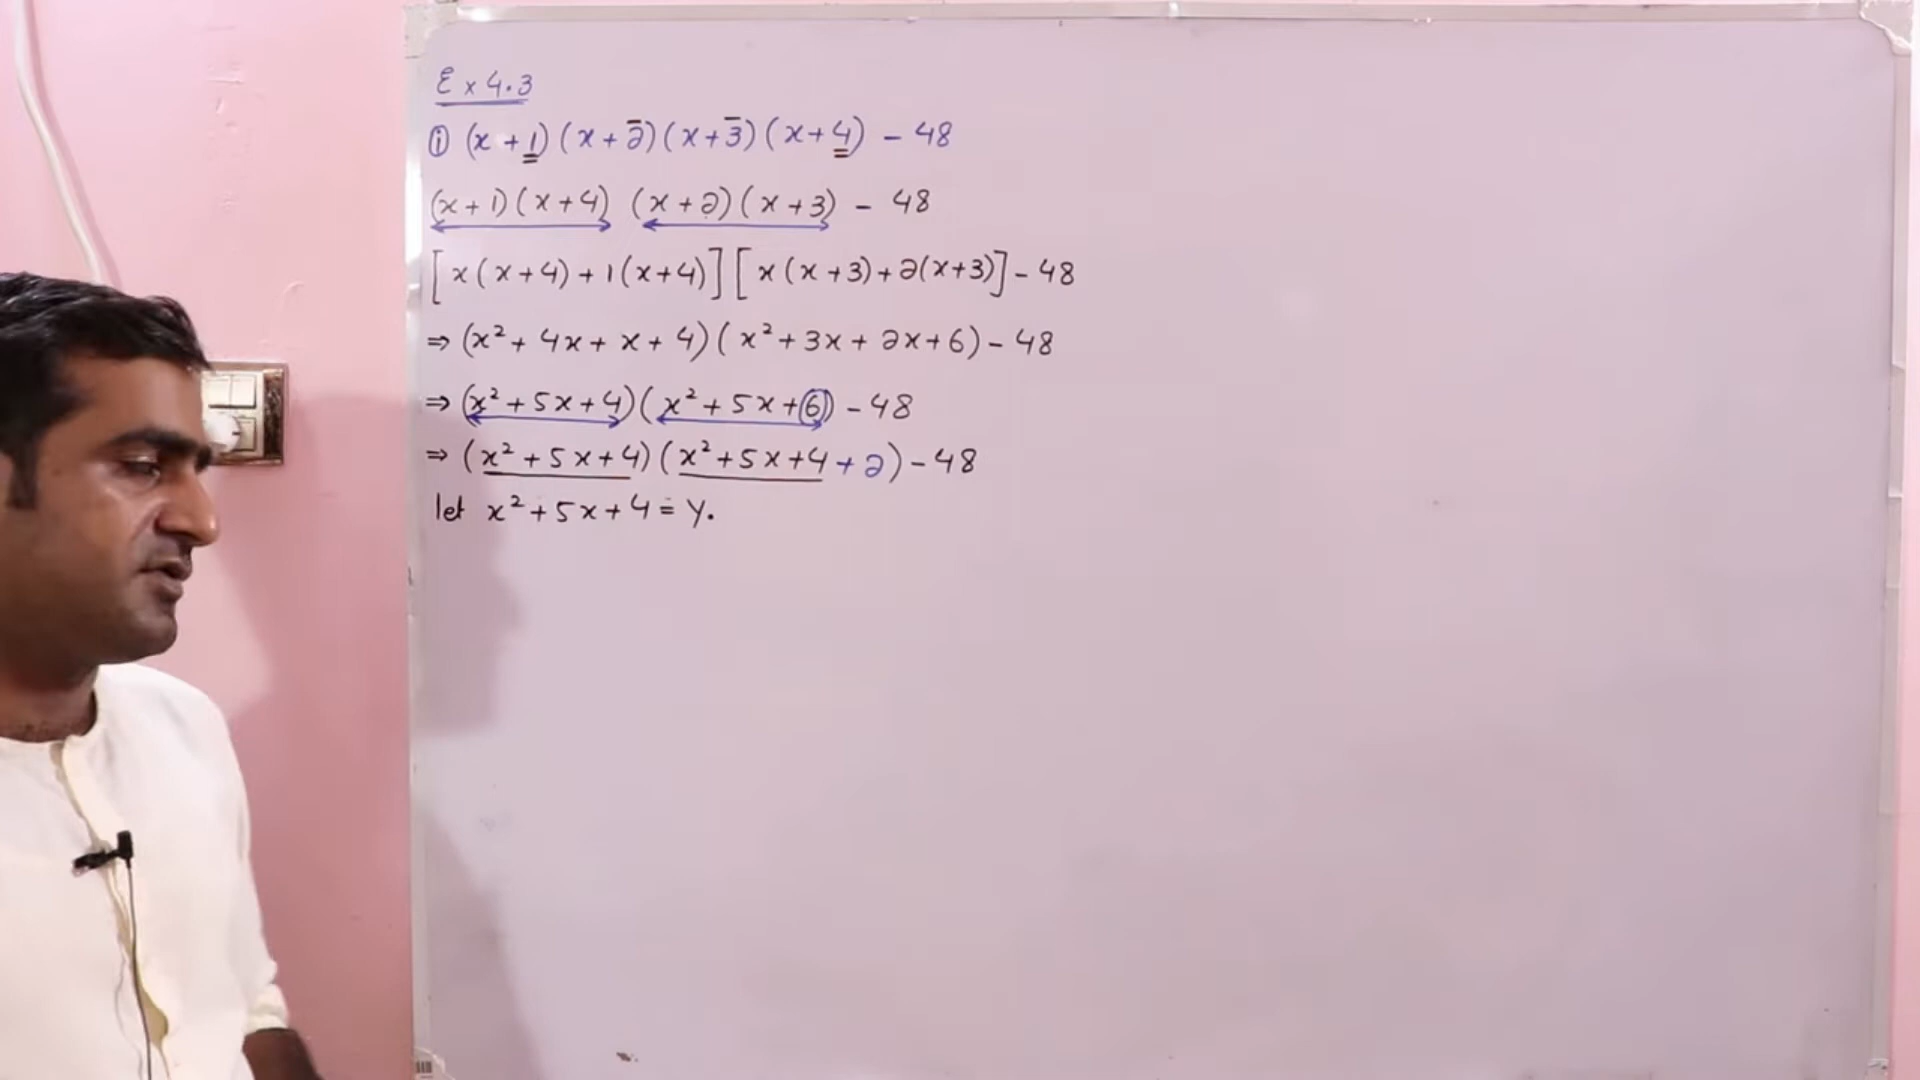 Ex 4.3
ⓘ (x + 1) (x + 2) (x + 3) (x + 4) - 48
(x + 1) (x + 4) (x + 2) (x + 3) - 48
[x (x + 4) + 1 (x + 4)] [x (x + 3) + 2(x + 3)] - 48
⇒ (x² + 4x + x + 4) (x² + 3x + 2x + 6) - 48
⇒ (x² + 5x + 4) (x² + 5x + 6) - 48
⇒ (x² + 5x + 4) (x² + 5x + 4 + 2) - 48
let x² + 5x + 4 = y.